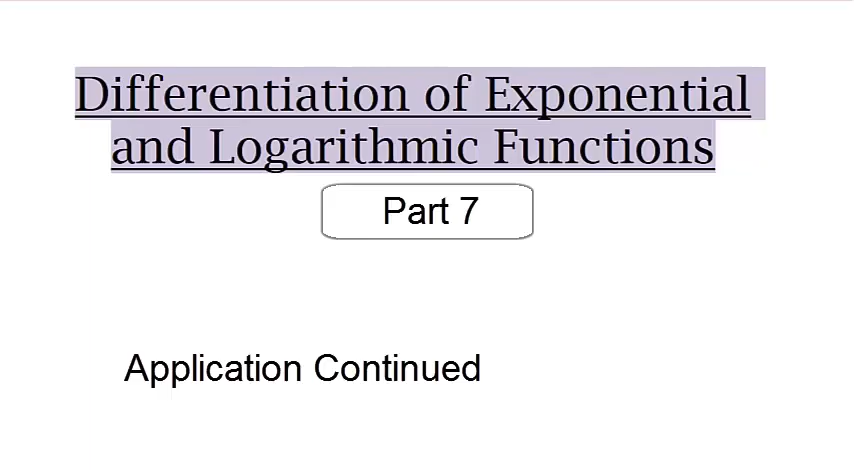 Differentiation of Exponential
and Logarithmic Functions
Part 7
Application Continued